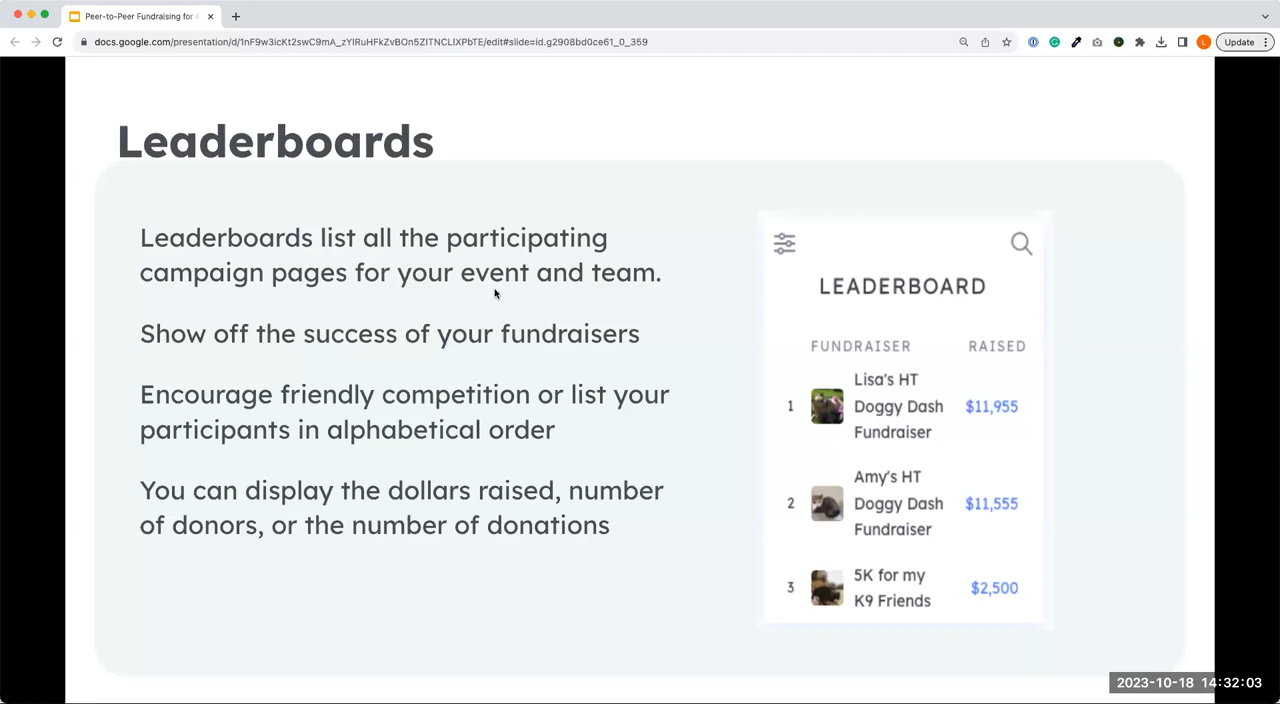 Peer-to-Peer Fundraising for
docs.google.com/presentation/d/1nF9w3icKt2swC9mA_zYIRuHFkZvBOn5ZITNCLIXPbTE/edit#slide=id.g2908bd0ce61_0_359
Update
Leaderboards
Leaderboards list all the participating
campaign pages for your event and team.
Show off the success of your fundraisers
Encourage friendly competition or list your
participants in alphabetical order
You can display the dollars raised, number
of donors, or the number of donations
LEADERBOARD
FUNDRAISER RAISED
Lisa's HT
1 Doggy Dash $11,955
Fundraiser
Amy's HT
2 Doggy Dash $11,555
Fundraiser
5K for my
3 $2,500
K9 Friends
2023-10-18 14:32:03